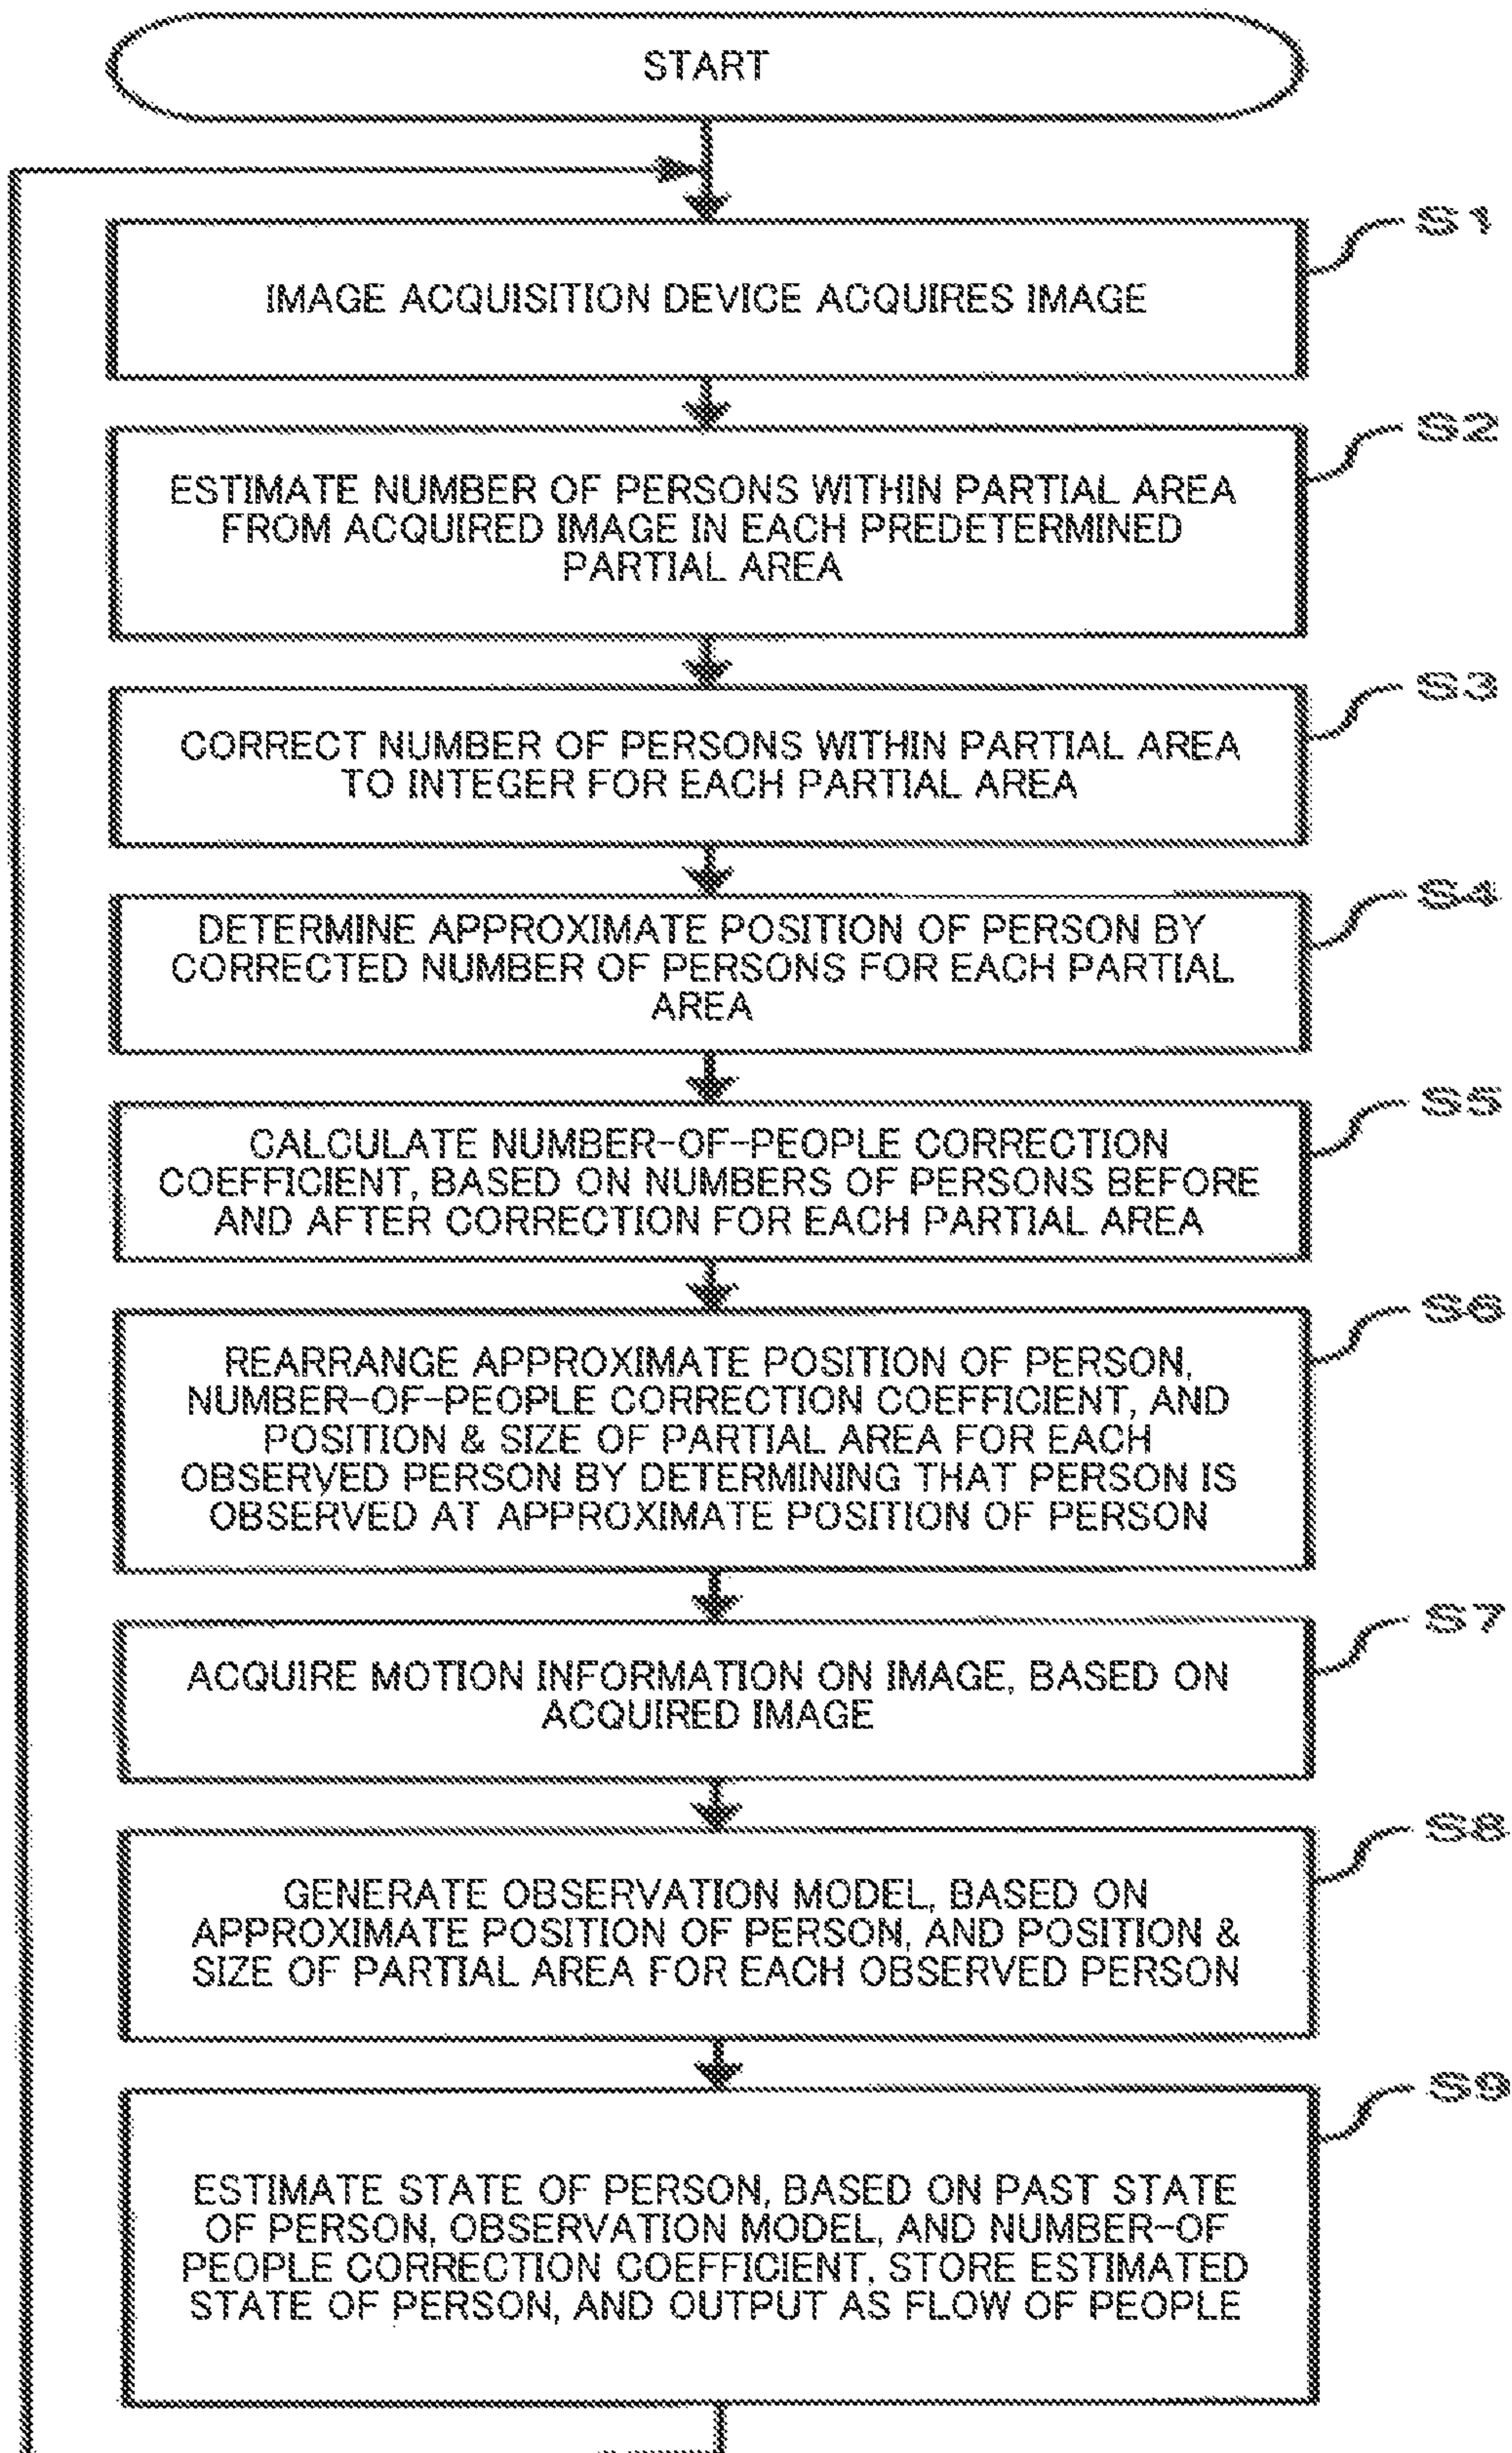 START
S1
IMAGE ACQUISITION DEVICE ACQUIRES IMAGE
S2
ESTIMATE NUMBER OF PERSONS WITHIN PARTIAL AREA
FROM ACQUIRED IMAGE IN EACH PREDETERMINED
PARTIAL AREA
S3
CORRECT NUMBER OF PERSONS WITHIN PARTIAL AREA
TO INTEGER FOR EACH PARTIAL AREA
S4
DETERMINE APPROXIMATE POSITION OF PERSON BY
CORRECTED NUMBER OF PERSONS FOR EACH PARTIAL
AREA
S5
CALCULATE NUMBER-OF-PEOPLE CORRECTION
COEFFICIENT, BASED ON NUMBERS OF PERSONS BEFORE
AND AFTER CORRECTION FOR EACH PARTIAL AREA
S6
REARRANGE APPROXIMATE POSITION OF PERSON,
NUMBER-OF-PEOPLE CORRECTION COEFFICIENT, AND
POSITION & SIZE OF PARTIAL AREA FOR EACH
OBSERVED PERSON BY DETERMINING THAT PERSON IS
OBSERVED AT APPROXIMATE POSITION OF PERSON
S7
ACQUIRE MOTION INFORMATION ON IMAGE, BASED ON
ACQUIRED IMAGE
S8
GENERATE OBSERVATION MODEL, BASED ON
APPROXIMATE POSITION OF PERSON, AND POSITION &
SIZE OF PARTIAL AREA FOR EACH OBSERVED PERSON
S9
ESTIMATE STATE OF PERSON, BASED ON PAST STATE
OF PERSON, OBSERVATION MODEL, AND NUMBER-OF
PEOPLE CORRECTION COEFFICIENT, STORE ESTIMATED
STATE OF PERSON, AND OUTPUT AS FLOW OF PEOPLE